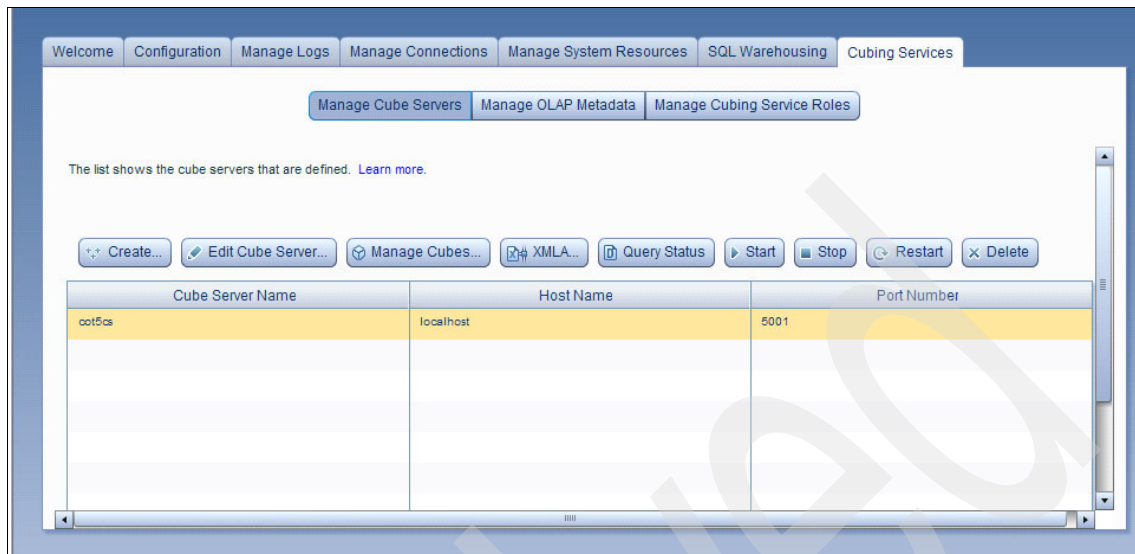 Welcome Configuration Manage Logs Manage Connections Manage System Resources SQL Warehousing Cubing Services
Manage Cube Servers Manage OLAP Metadata Manage Cubing Service Roles
The list shows the cube servers that are defined. Learn more.
Create... Edit Cube Server... Manage Cubes... XMLA... Query Status Start Stop Restart Delete
Cube Server Name Host Name Port Number
cot5cs localhost 5001